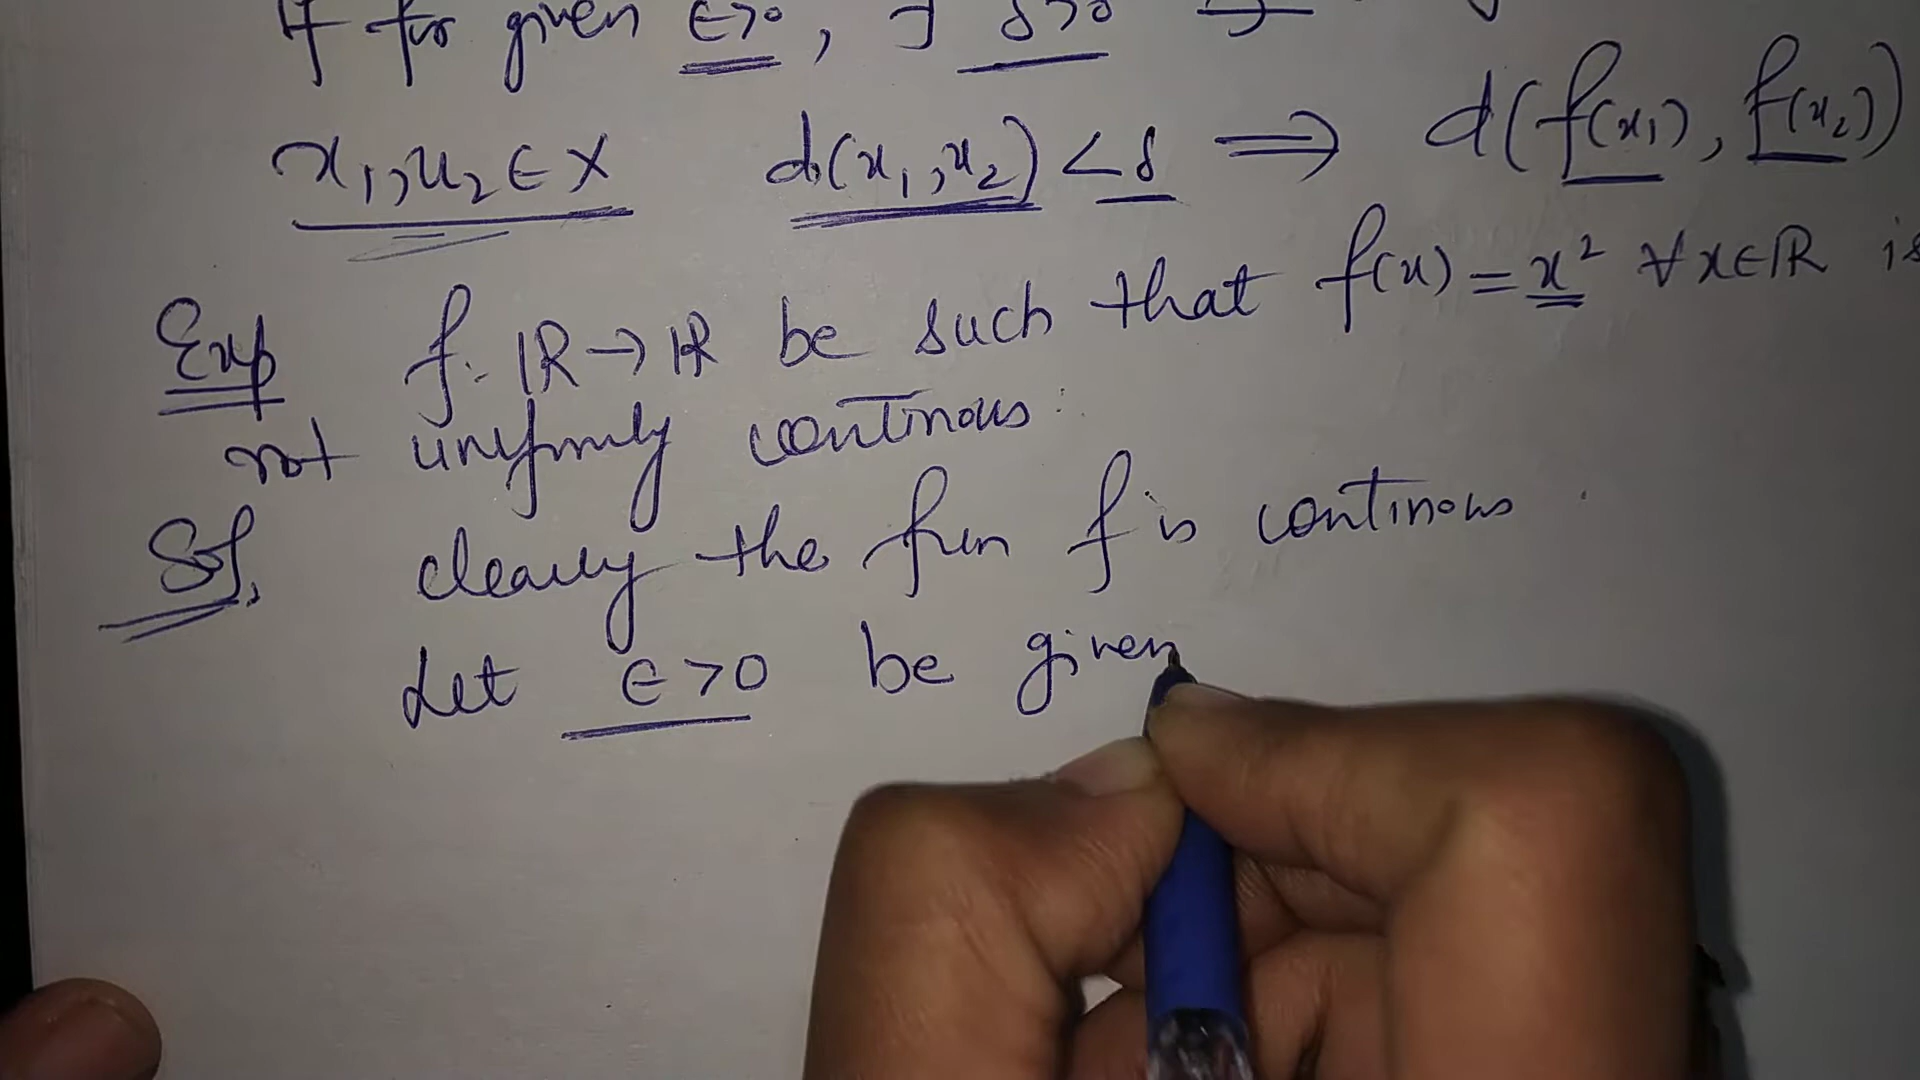 If for given ε>0, ∃ δ>0
x₁,x₂ ∈ X d(x₁,x₂) < δ ⟹ d(f(x₁), f(x₂))
Exp f: ℝ→ℝ be such that f(x) = x² ∀ x∈ℝ is
not uniformly continous.
Sol. clearly the fun f is continous.
Let ε>0 be given